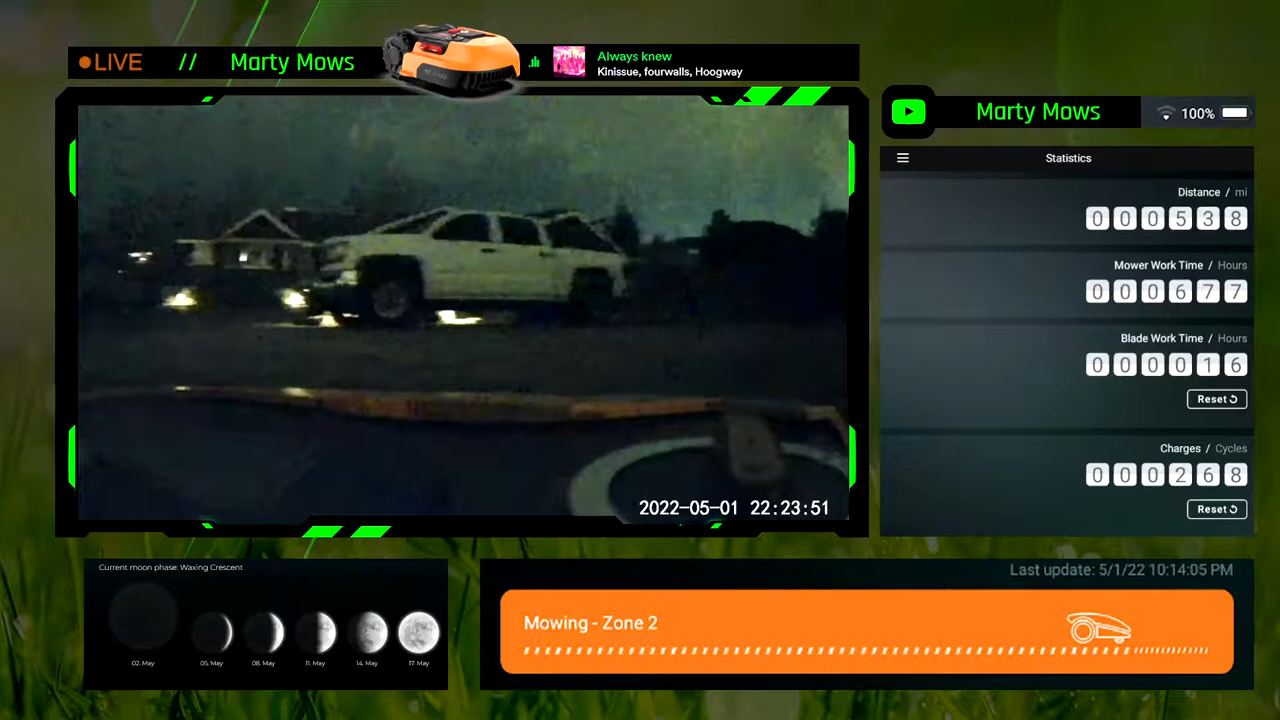 LIVE // Marty Mows
Always knew
Kinissue, fourwalls, Hoogway
Marty Mows
100%
Statistics
Distance / mi
000538
Mower Work Time / Hours
000677
Blade Work Time / Hours
000016
Reset
Charges / Cycles
000268
Reset
2022-05-01 22:23:51
Current moon phase: Waxing Crescent
02. May 05. May 08. May 11. May 14. May 17. May
Last update: 5/1/22 10:14:05 PM
Mowing - Zone 2